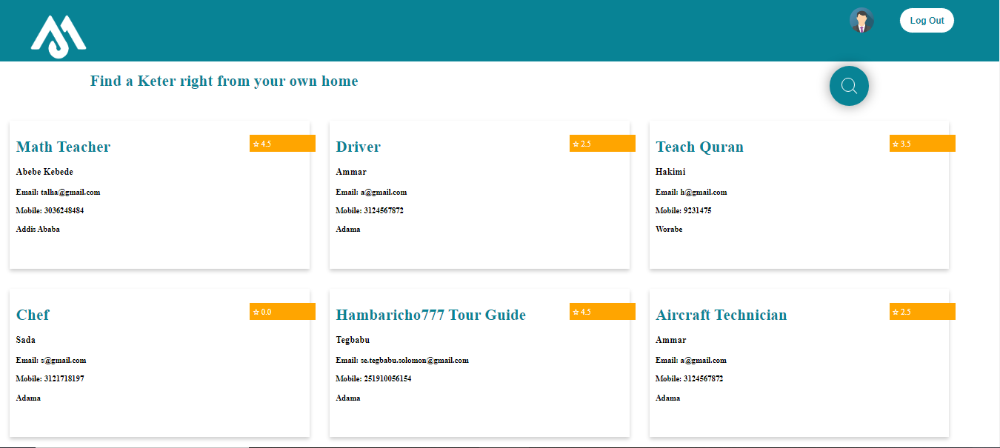 Log Out
Find a Keter right from your own home
Math Teacher
☆ 4.5
Abebe Kebede
Email: talha@gmail.com
Mobile: 3036248484
Addis Ababa
Driver
☆ 2.5
Ammar
Email: a@gmail.com
Mobile: 3124567872
Adama
Teach Quran
☆ 3.5
Hakimi
Email: h@gmail.com
Mobile: 9231475
Worabe
Chef
☆ 0.0
Sada
Email: s@gmail.com
Mobile: 3121718197
Adama
Hambaricho777 Tour Guide
☆ 4.5
Tegbabu
Email: se.tegbabu.solomon@gmail.com
Mobile: 251910056154
Adama
Aircraft Technician
☆ 2.5
Ammar
Email: a@gmail.com
Mobile: 3124567872
Adama